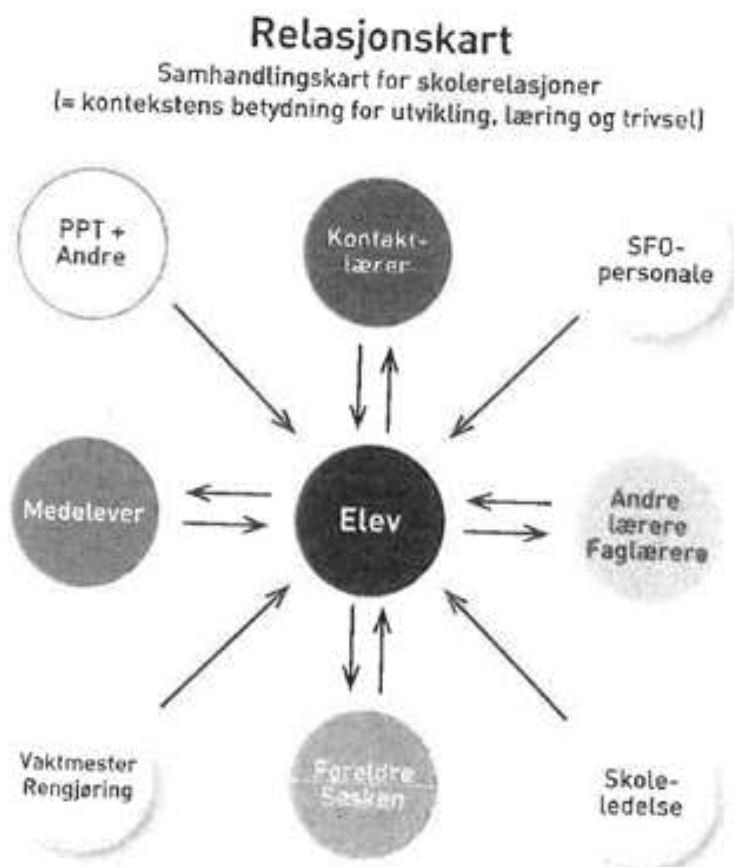 Relasjonskart
Samhandlingskart for skolerelasjoner
(= kontekstens betydning for utvikling, læring og trivsel)
PPT +
Andre
Kontakt-
lærer
SFO-
personale
Medelever
Elev
Andre
lærere
Faglærere
Vaktmester
Rengjøring
Foreldre
Søsken
Skole-
ledelse